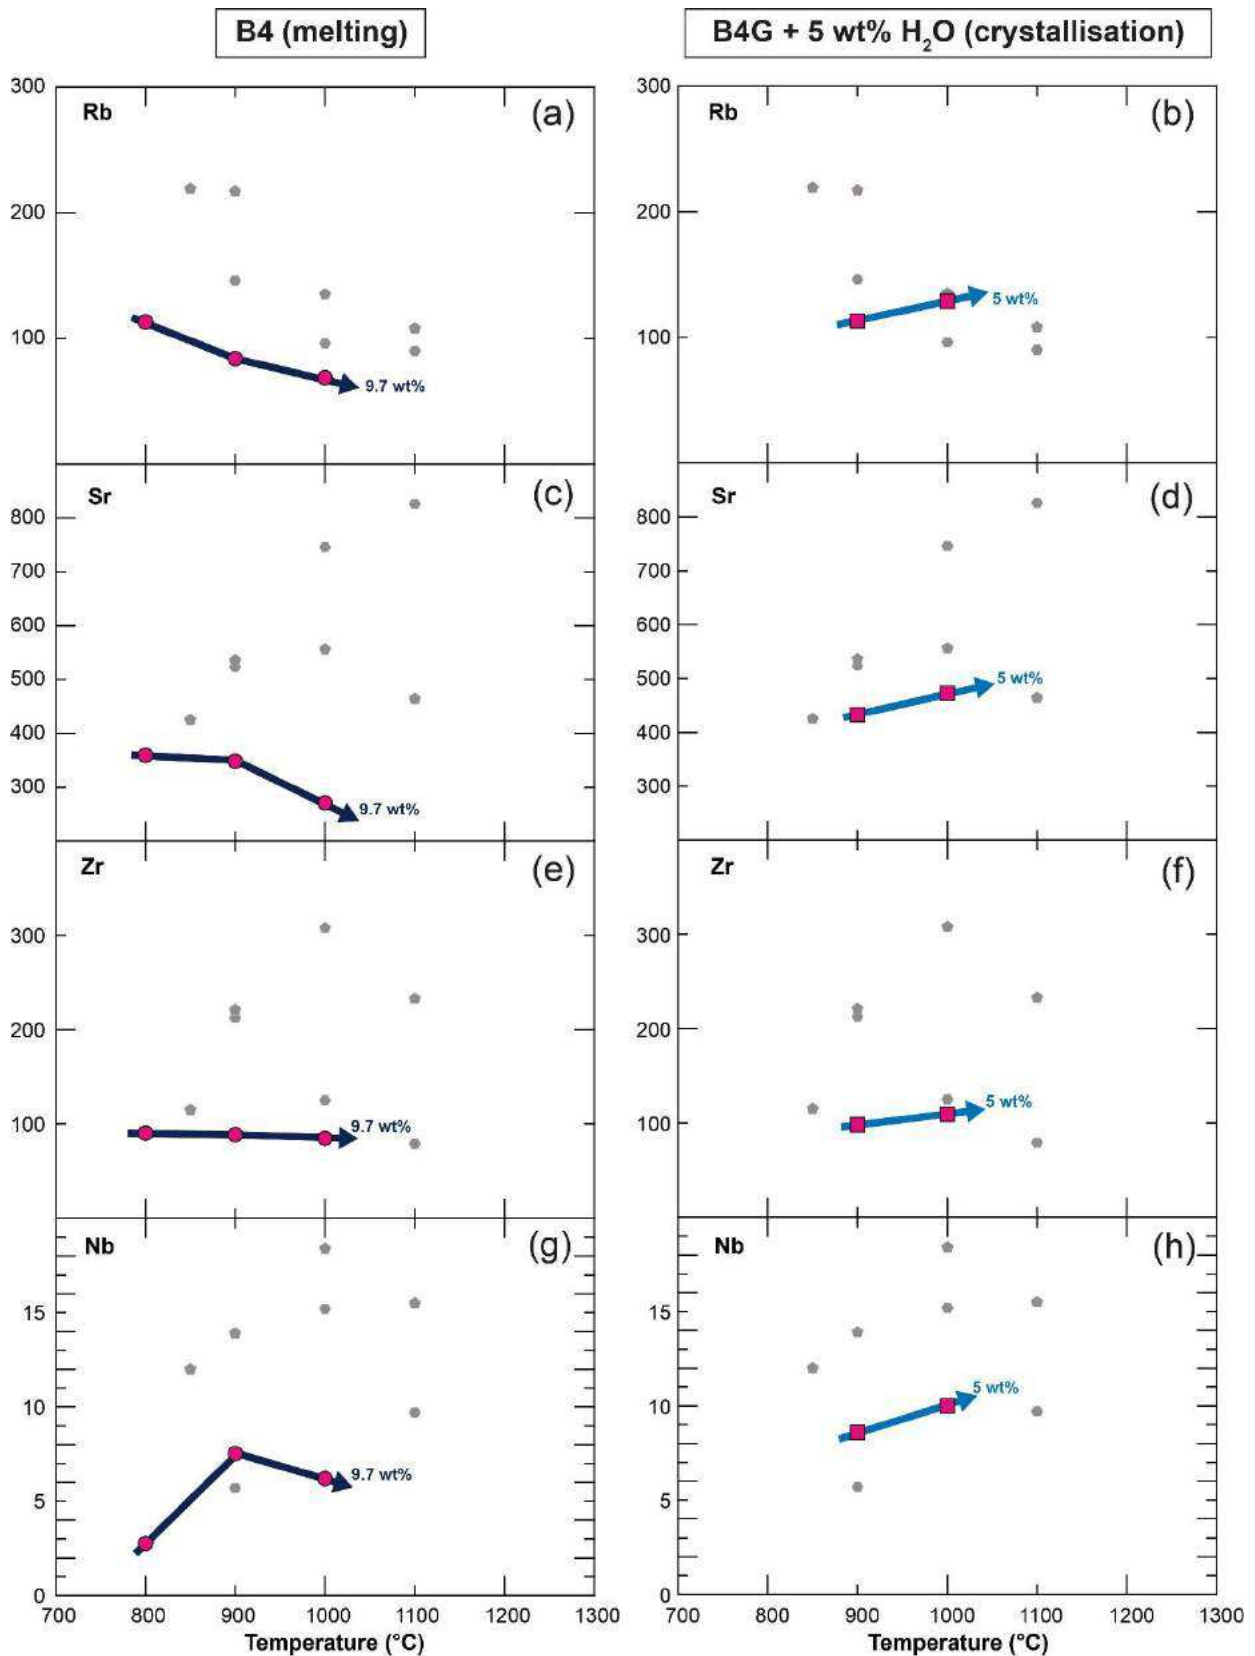 B4 (melting)
B4G + 5 wt% H₂O (crystallisation)
300
200
100
Rb
(a)
9.7 wt%
300
200
100
Rb
(b)
5 wt%
800
700
600
500
400
300
Sr
(c)
9.7 wt%
800
700
600
500
400
300
Sr
(d)
5 wt%
300
200
100
Zr
(e)
9.7 wt%
300
200
100
Zr
(f)
5 wt%
15
10
5
0
Nb
(g)
9.7 wt%
700 800 900 1000 1100 1200 1300
Temperature (°C)
15
10
5
0
Nb
(h)
5 wt%
700 800 900 1000 1100 1200 1300
Temperature (°C)